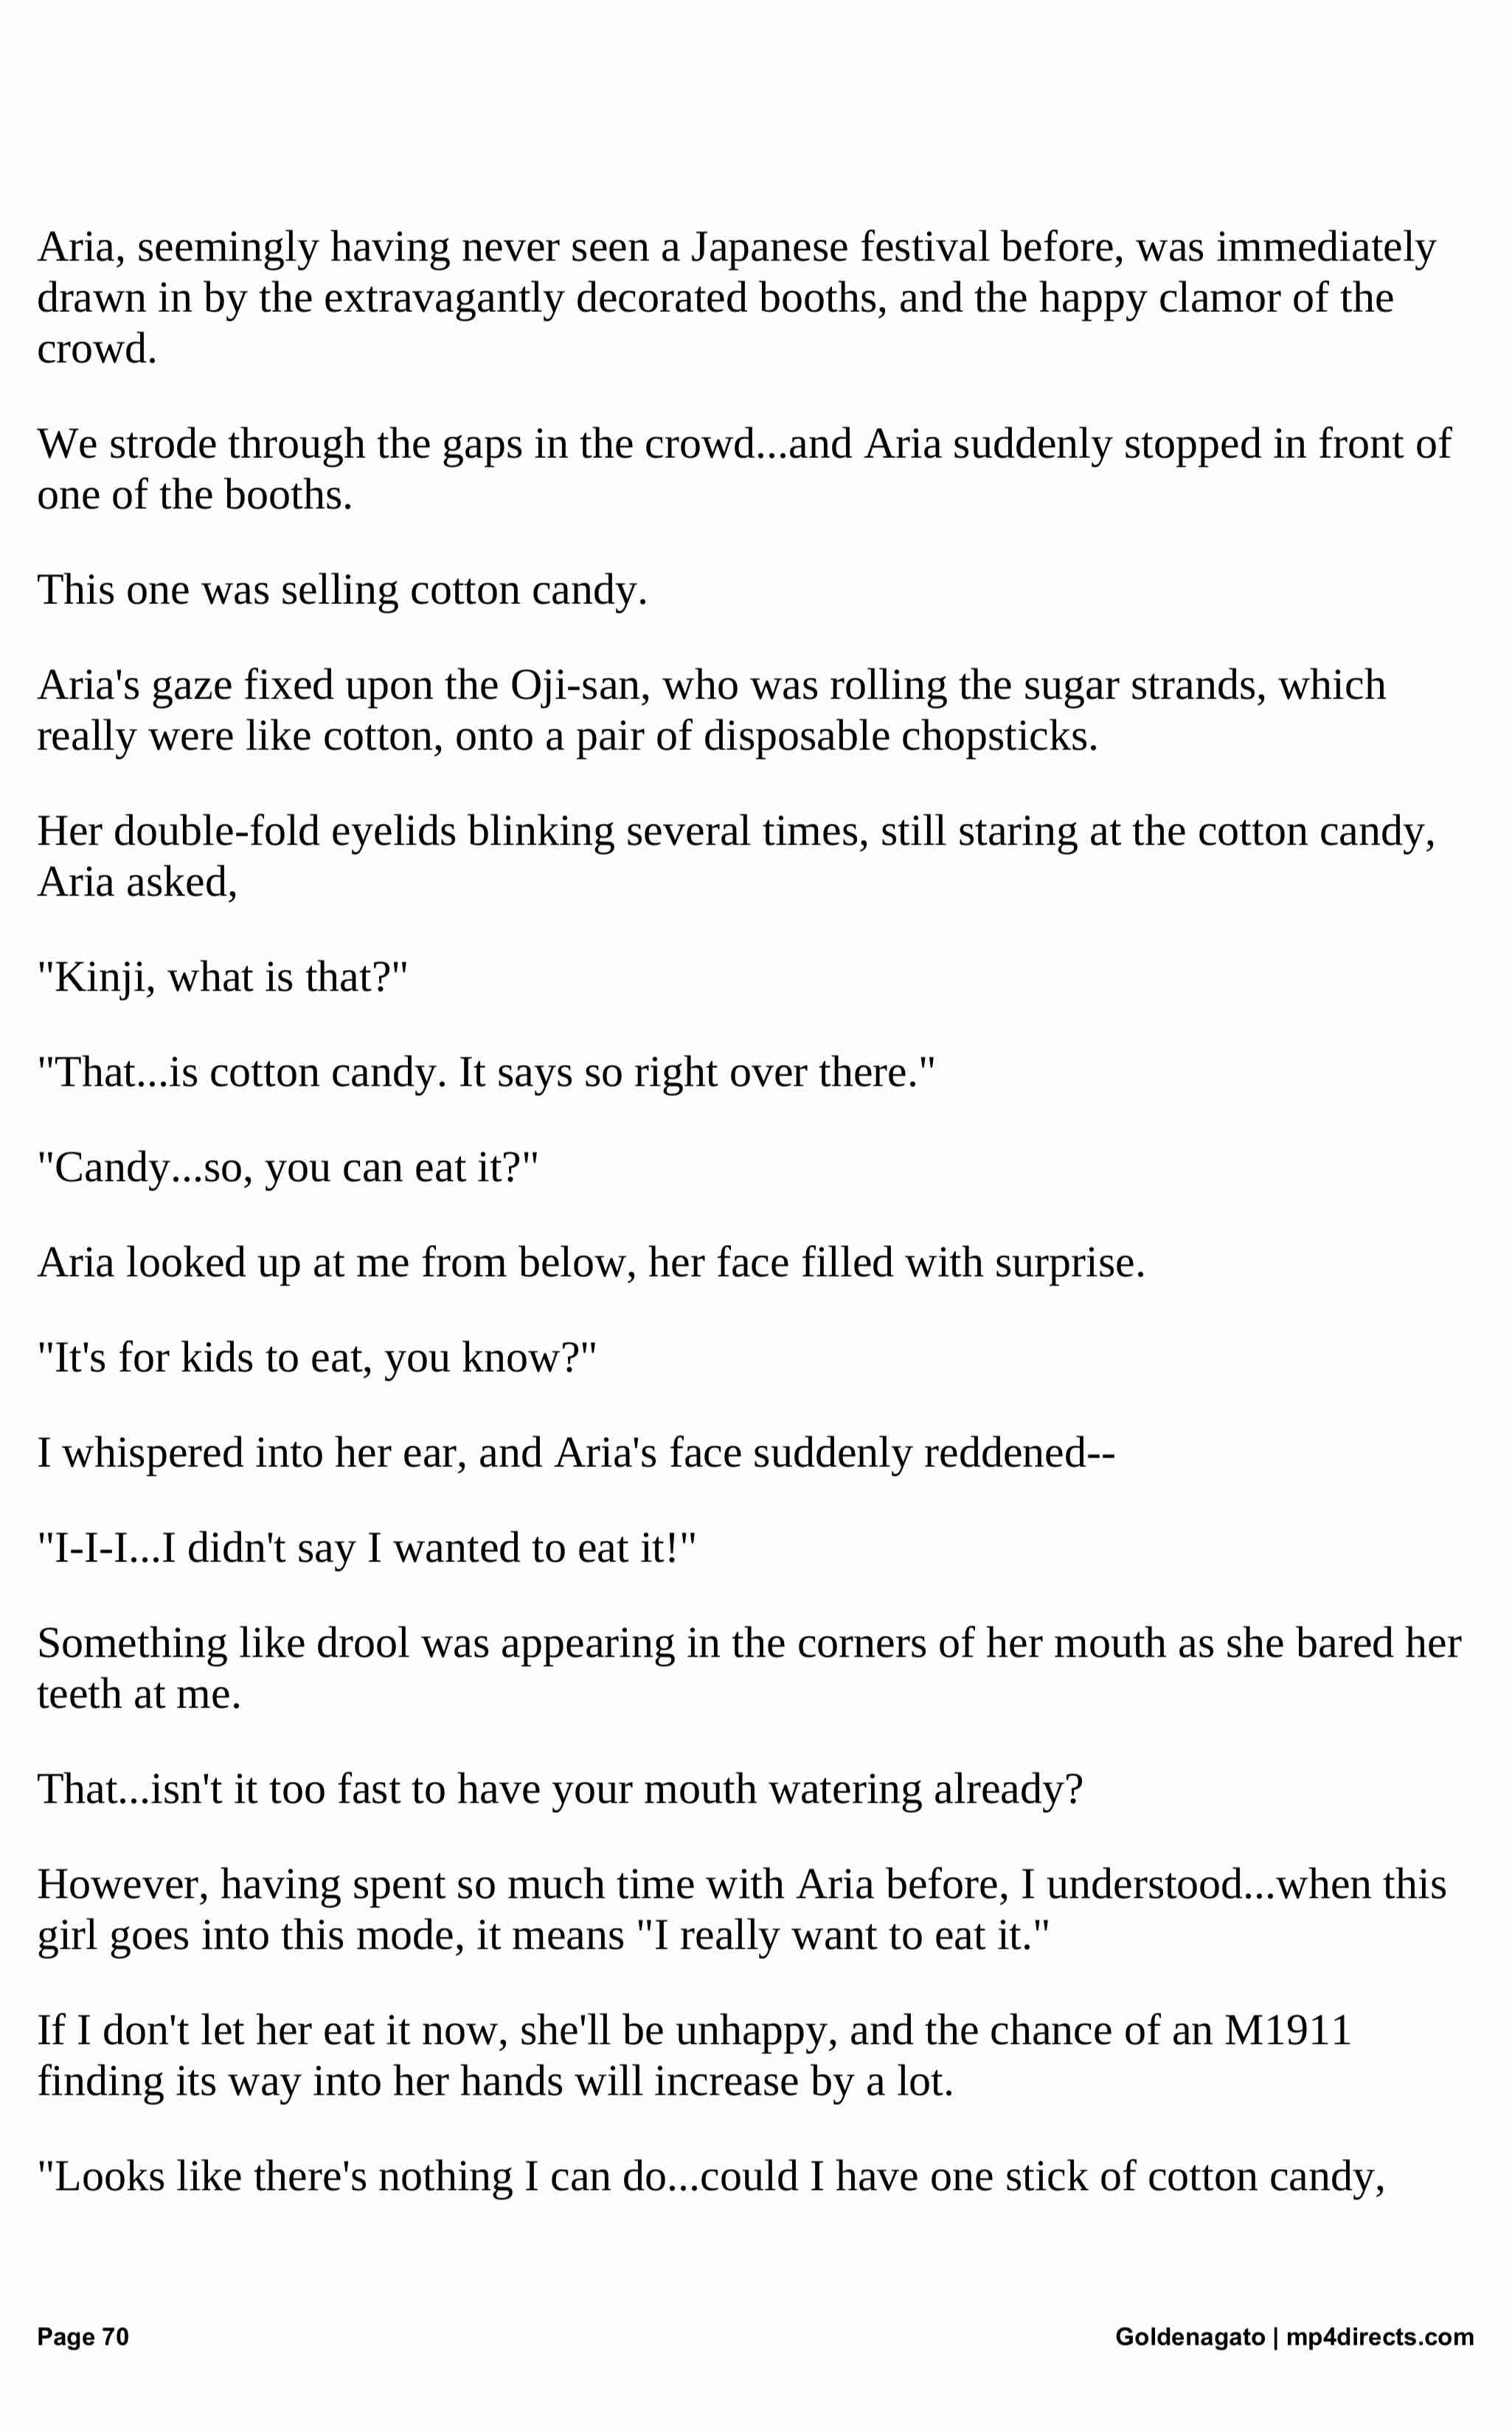 Aria, seemingly having never seen a Japanese festival before, was immediately
drawn in by the extravagantly decorated booths, and the happy clamor of the
crowd.
We strode through the gaps in the crowd...and Aria suddenly stopped in front of
one of the booths.
This one was selling cotton candy.
Aria's gaze fixed upon the Oji-san, who was rolling the sugar strands, which
really were like cotton, onto a pair of disposable chopsticks.
Her double-fold eyelids blinking several times, still staring at the cotton candy,
Aria asked,
"Kinji, what is that?"
"That...is cotton candy. It says so right over there."
"Candy...so, you can eat it?"
Aria looked up at me from below, her face filled with surprise.
"It's for kids to eat, you know?"
I whispered into her ear, and Aria's face suddenly reddened--
"I-I-I...I didn't say I wanted to eat it!"
Something like drool was appearing in the corners of her mouth as she bared her
teeth at me.
That...isn't it too fast to have your mouth watering already?
However, having spent so much time with Aria before, I understood...when this
girl goes into this mode, it means "I really want to eat it."
If I don't let her eat it now, she'll be unhappy, and the chance of an M1911
finding its way into her hands will increase by a lot.
"Looks like there's nothing I can do...could I have one stick of cotton candy,
Page 70
Goldenagato | mp4directs.com